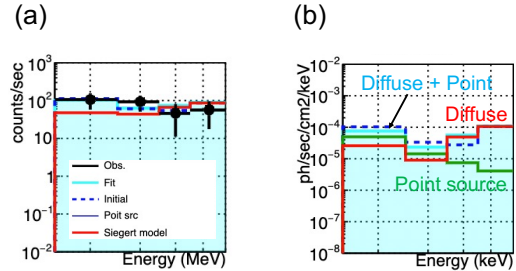 (a)
(b)
counts/sec
10³
10²
10
1
10⁻¹
10⁻²
Obs.
Fit
Initial
Poit src
Siegert model
Energy (MeV)
ph/sec/cm2/keV
10⁻²
10⁻³
10⁻⁴
10⁻⁵
10⁻⁶
10⁻⁷
10⁻⁸
Diffuse + Point
Diffuse
Point source
Energy (keV)